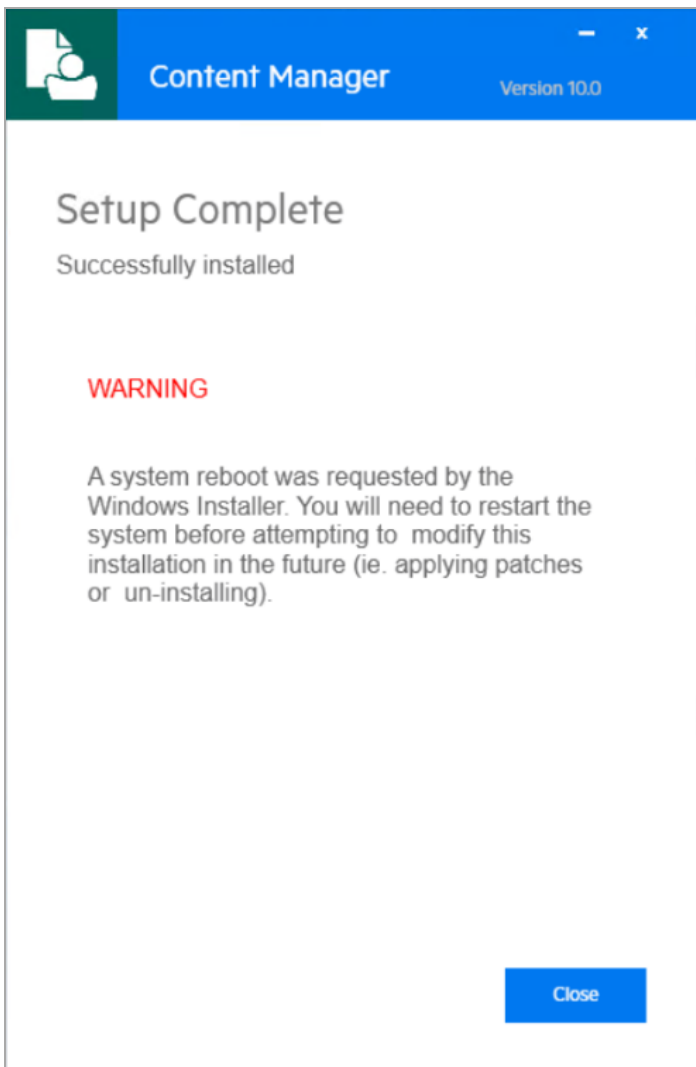 Content Manager
Version 10.0
Setup Complete
Successfully installed
WARNING
A system reboot was requested by the
Windows Installer. You will need to restart the
system before attempting to  modify this
installation in the future (ie. applying patches
or  un-installing).
Close